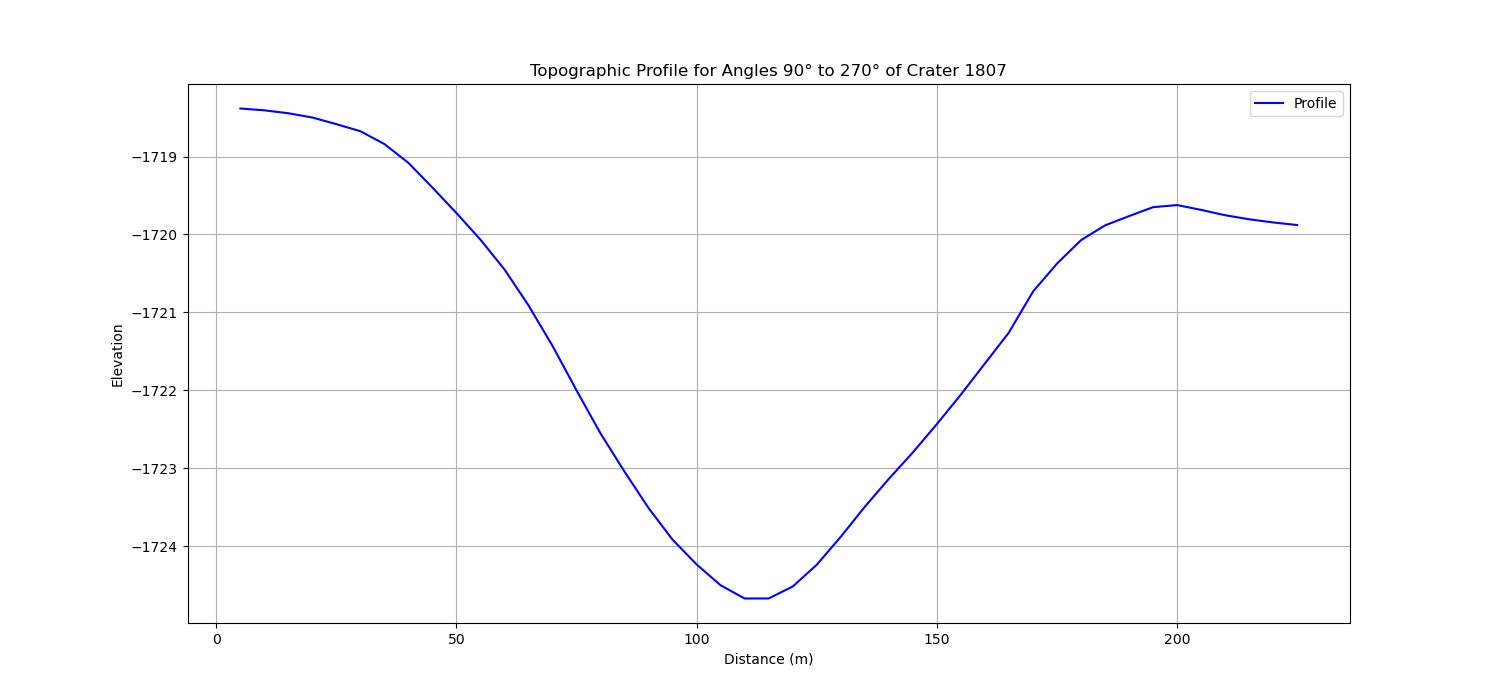 Topographic Profile for Angles 90° to 270° of Crater 1807
Profile
Elevation
−1719
−1720
−1721
−1722
−1723
−1724
0 50 100 150 200
Distance (m)